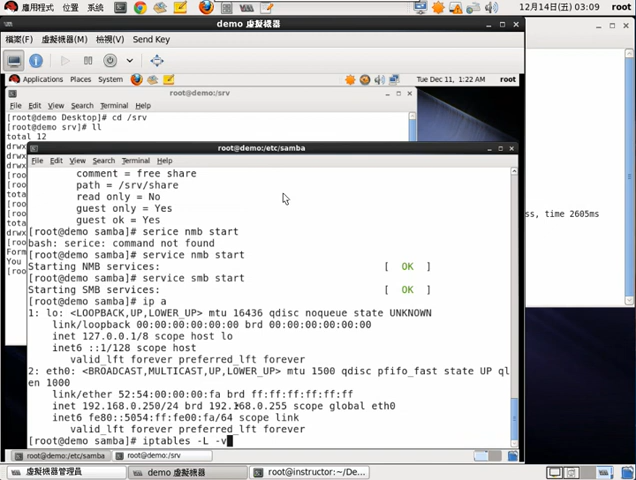 應用程式 位置 系統 12月14日(五) 03:09 root
demo 虛擬機器
檔案(F) 虛擬機器(M) 檢視(V) Send Key
Applications Places System Tue Dec 11, 1:22 AM root
root@demo:/srv
File Edit View Search Terminal Help
[root@demo Desktop]# cd /srv
[root@demo srv]# ll
total 12
drwx
drwx
drwx
root@demo:/etc/samba
File Edit View Search Terminal Help
comment = free share
path = /srv/share
read only = No
guest only = Yes
guest ok = Yes
[root@demo samba]# serice nmb start
bash: serice: command not found
[root@demo samba]# service nmb start
Starting NMB services: [ OK ]
[root@demo samba]# service smb start
Starting SMB services: [ OK ]
[root@demo samba]# ip a
1: lo: <LOOPBACK,UP,LOWER_UP> mtu 16436 qdisc noqueue state UNKNOWN
link/loopback 00:00:00:00:00:00 brd 00:00:00:00:00:00
inet 127.0.0.1/8 scope host lo
inet6 ::1/128 scope host
valid_lft forever preferred_lft forever
2: eth0: <BROADCAST,MULTICAST,UP,LOWER_UP> mtu 1500 qdisc pfifo_fast state UP ql
en 1000
link/ether 52:54:00:00:00:fa brd ff:ff:ff:ff:ff:ff
inet 192.168.0.250/24 brd 192.168.0.255 scope global eth0
inet6 fe80::5054:ff:fe00:fa/64 scope link
valid_lft forever preferred_lft forever
[root@demo samba]# iptables -L -v
ss, time 2605ms
root@demo:/etc/samba root@demo:/srv
虛擬機器管理員 demo 虛擬機器 root@instructor:~/De...